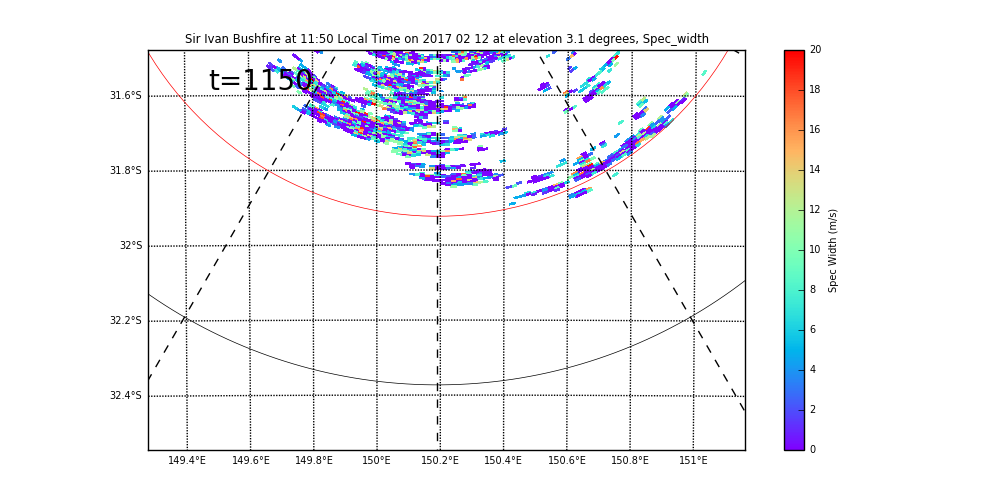 Sir Ivan Bushfire at 11:50 Local Time on 2017 02 12 at elevation 3.1 degrees, Spec_width
t=1150
31.6°S
31.8°S
32°S
32.2°S
32.4°S
149.4°E 149.6°E 149.8°E 150°E 150.2°E 150.4°E 150.6°E 150.8°E 151°E
20
18
16
14
12
10
8
6
4
2
0
Spec Width (m/s)